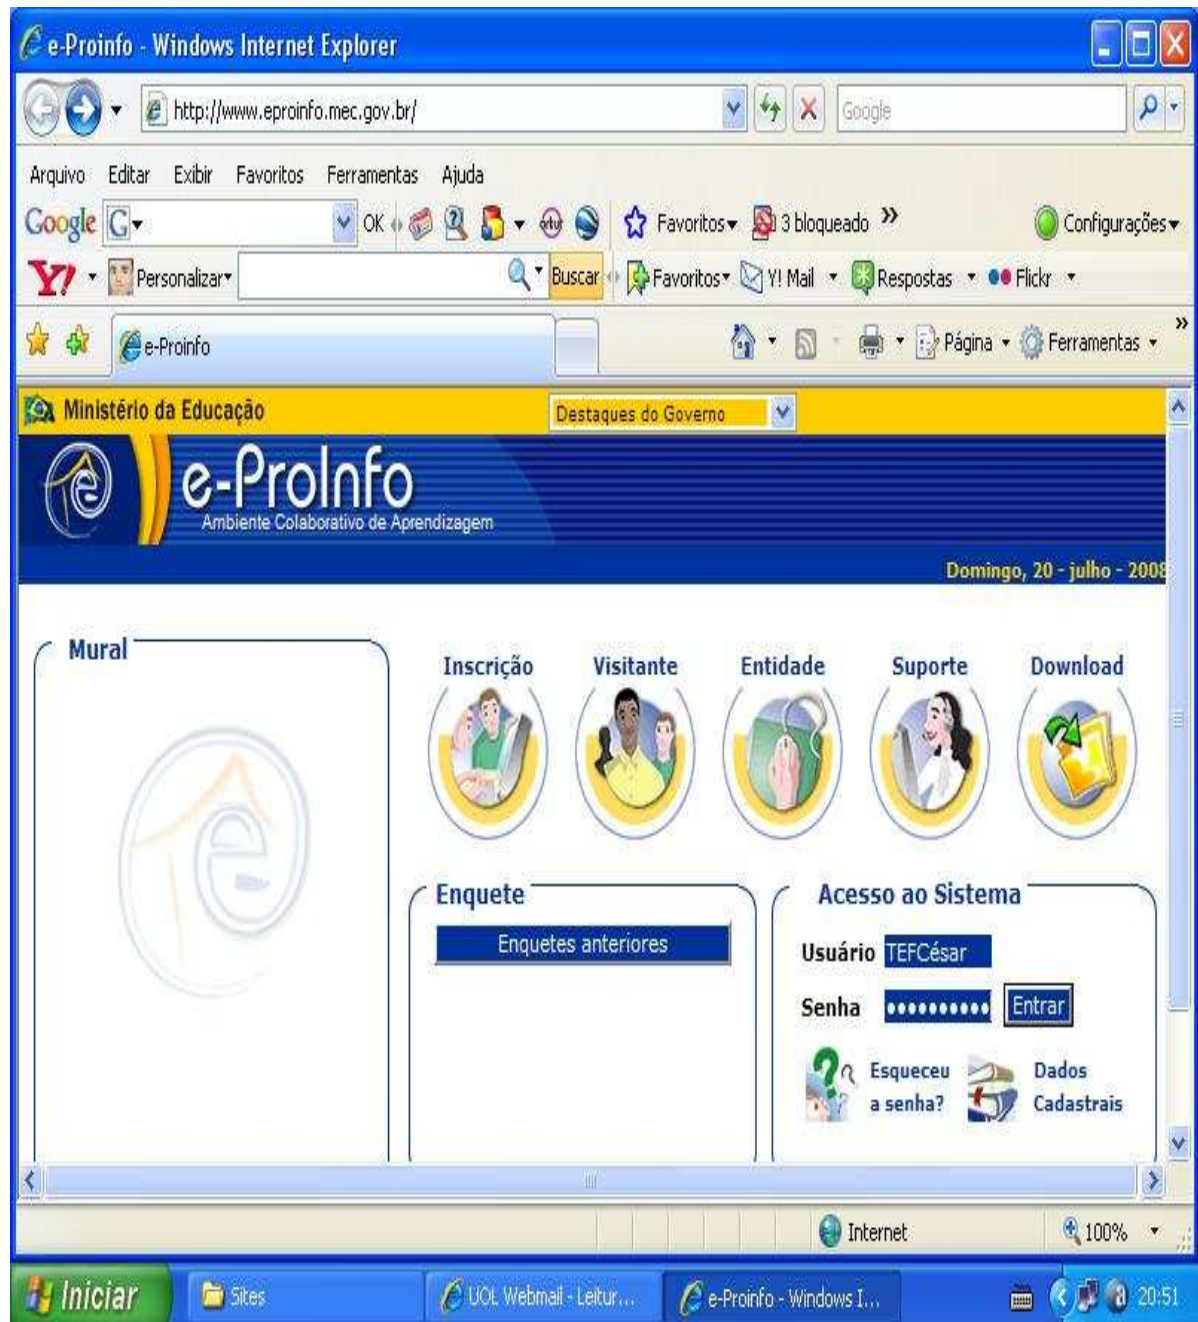 e-Proinfo - Windows Internet Explorer
http://www.eproinfo.mec.gov.br/ Google
Arquivo Editar Exibir Favoritos Ferramentas Ajuda
Google G OK ortut Favoritos 3 bloqueado » Configurações
Y! Personalizar Buscar Favoritos Y! Mail Respostas Flickr
e-Proinfo Página Ferramentas »
Ministério da Educação Destaques do Governo
e-ProInfo
Ambiente Colaborativo de Aprendizagem
Domingo, 20 - julho - 2008
Mural
Inscrição Visitante Entidade Suporte Download
Enquete
Enquetes anteriores
Acesso ao Sistema
Usuário TEFCésar
Senha •••••••••• Entrar
Esqueceu
a senha?
Dados
Cadastrais
Internet 100%
Iniciar Sites UOL Webmail - Leitur... e-Proinfo - Windows I... 20:51